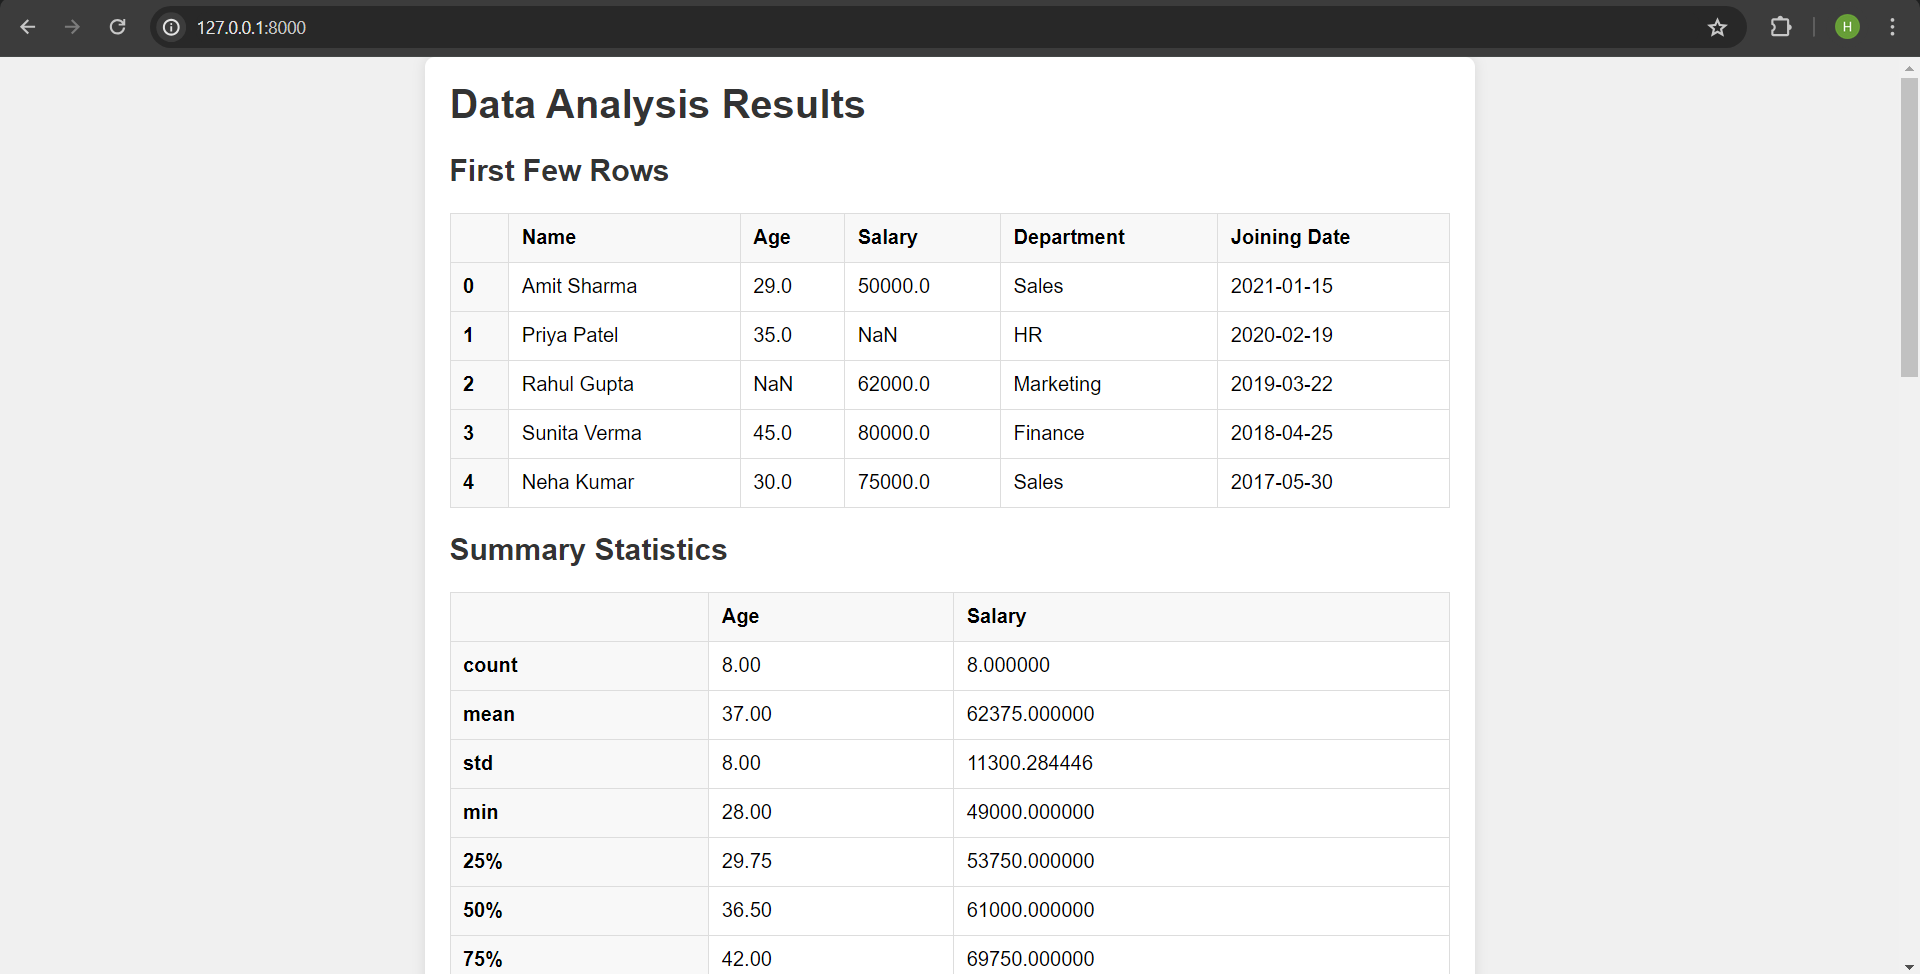 127.0.0.1:8000
H
Data Analysis Results
First Few Rows
Name Age Salary Department Joining Date
0 Amit Sharma 29.0 50000.0 Sales 2021-01-15
1 Priya Patel 35.0 NaN HR 2020-02-19
2 Rahul Gupta NaN 62000.0 Marketing 2019-03-22
3 Sunita Verma 45.0 80000.0 Finance 2018-04-25
4 Neha Kumar 30.0 75000.0 Sales 2017-05-30
Summary Statistics
Age Salary
count 8.00 8.000000
mean 37.00 62375.000000
std 8.00 11300.284446
min 28.00 49000.000000
25% 29.75 53750.000000
50% 36.50 61000.000000
75% 42.00 69750.000000